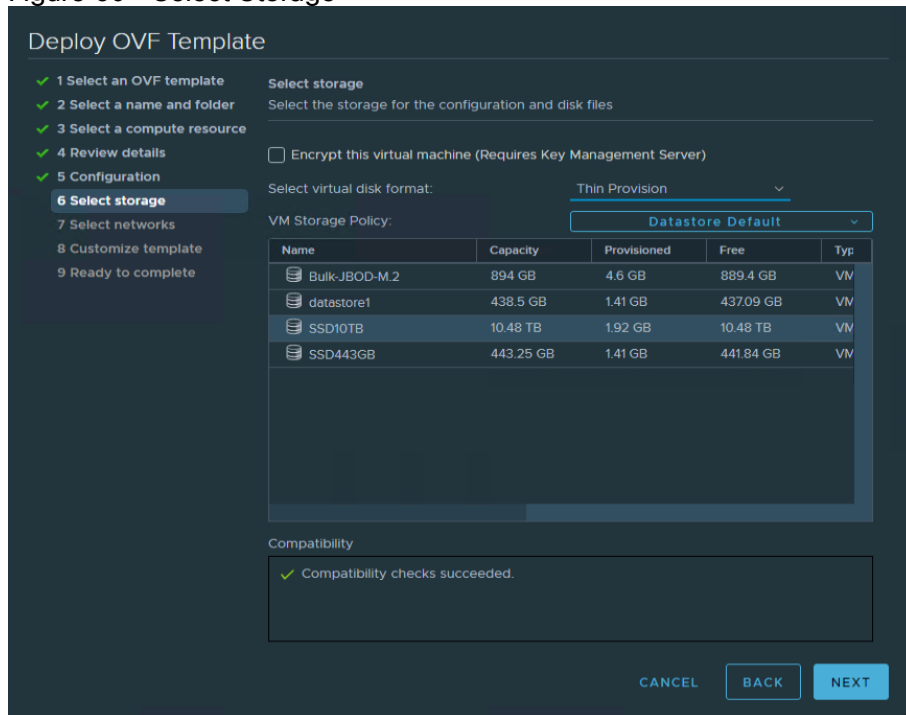 Deploy OVF Template
1 Select an OVF template
2 Select a name and folder
3 Select a compute resource
4 Review details
5 Configuration
6 Select storage
7 Select networks
8 Customize template
9 Ready to complete
Select storage
Select the storage for the configuration and disk files
Encrypt this virtual machine (Requires Key Management Server)
Select virtual disk format: Thin Provision
VM Storage Policy: Datastore Default
Name Capacity Provisioned Free Typ
Bulk-JBOD-M.2 894 GB 4.6 GB 889.4 GB VM
datastore1 438.5 GB 1.41 GB 437.09 GB VM
SSD10TB 10.48 TB 1.92 GB 10.48 TB VM
SSD443GB 443.25 GB 1.41 GB 441.84 GB VM
Compatibility
Compatibility checks succeeded.
CANCEL BACK NEXT